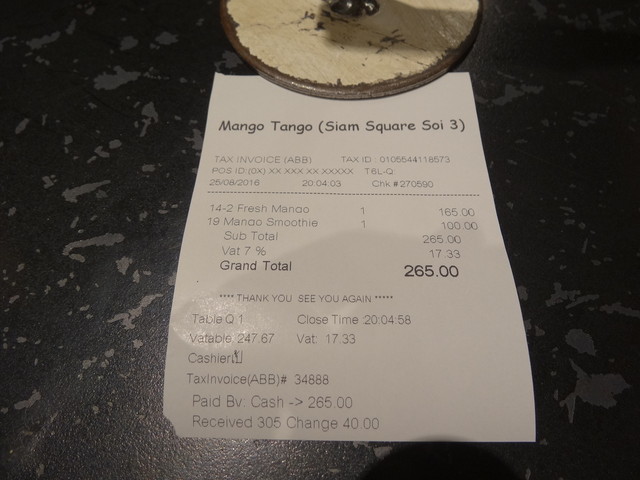 Mango Tango (Siam Square Soi 3)
TAX INVOICE (ABB) TAX ID : 0105544118573
POS ID:(0X) XX XXX XX XXXXX T6L-Q
25/08/2016 20:04:03 Chk #270590
14-2 Fresh Mango 1 165.00
19 Mango Smoothie 1 100.00
Sub Total 265.00
Vat 7 % 17.33
Grand Total 265.00
**** THANK YOU SEE YOU AGAIN *****
Table Q 1 Close Time :20:04:58
Vatable: 247.67 Vat: 17.33
Cashier:
TaxInvoice(ABB)# 34888
Paid By: Cash -> 265.00
Received 305 Change 40.00